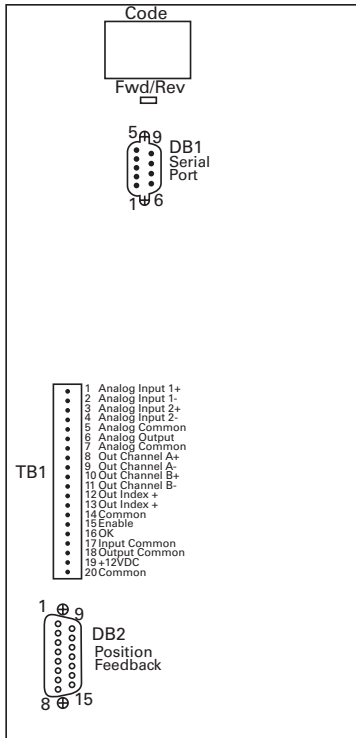 Code
Fwd/Rev
5 9
DB1
Serial
Port
1 6
TB1
1 Analog Input 1+
2 Analog Input 1-
3 Analog Input 2+
4 Analog Input 2-
5 Analog Common
6 Analog Output
7 Analog Common
8 Out Channel A+
9 Out Channel A-
10 Out Channel B+
11 Out Channel B-
12 Out Index +
13 Out Index +
14 Common
15 Enable
16 OK
17 Input Common
18 Output Common
19 +12VDC
20 Common
1 9
DB2
Position
Feedback
8 15